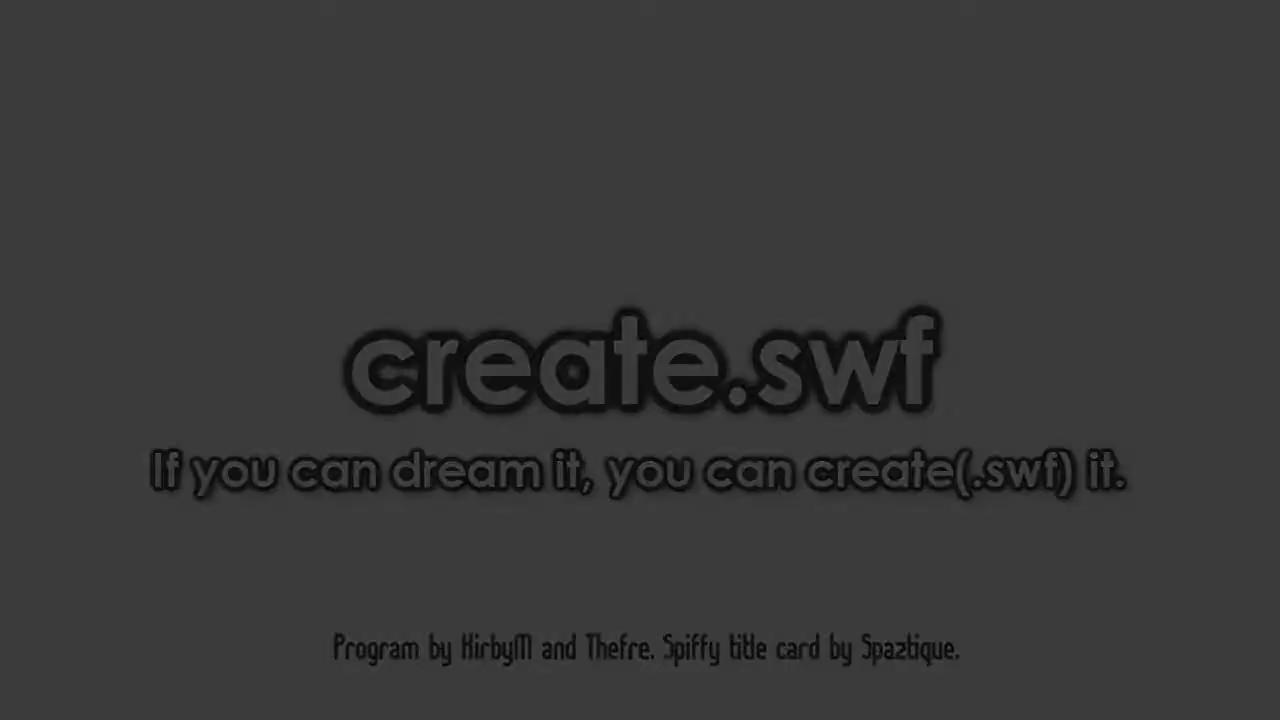 create.swf
If you can dream it, you can create(.swf) it.
Program by KirbyM and Thefre. Spiffy title card by Spaztique.